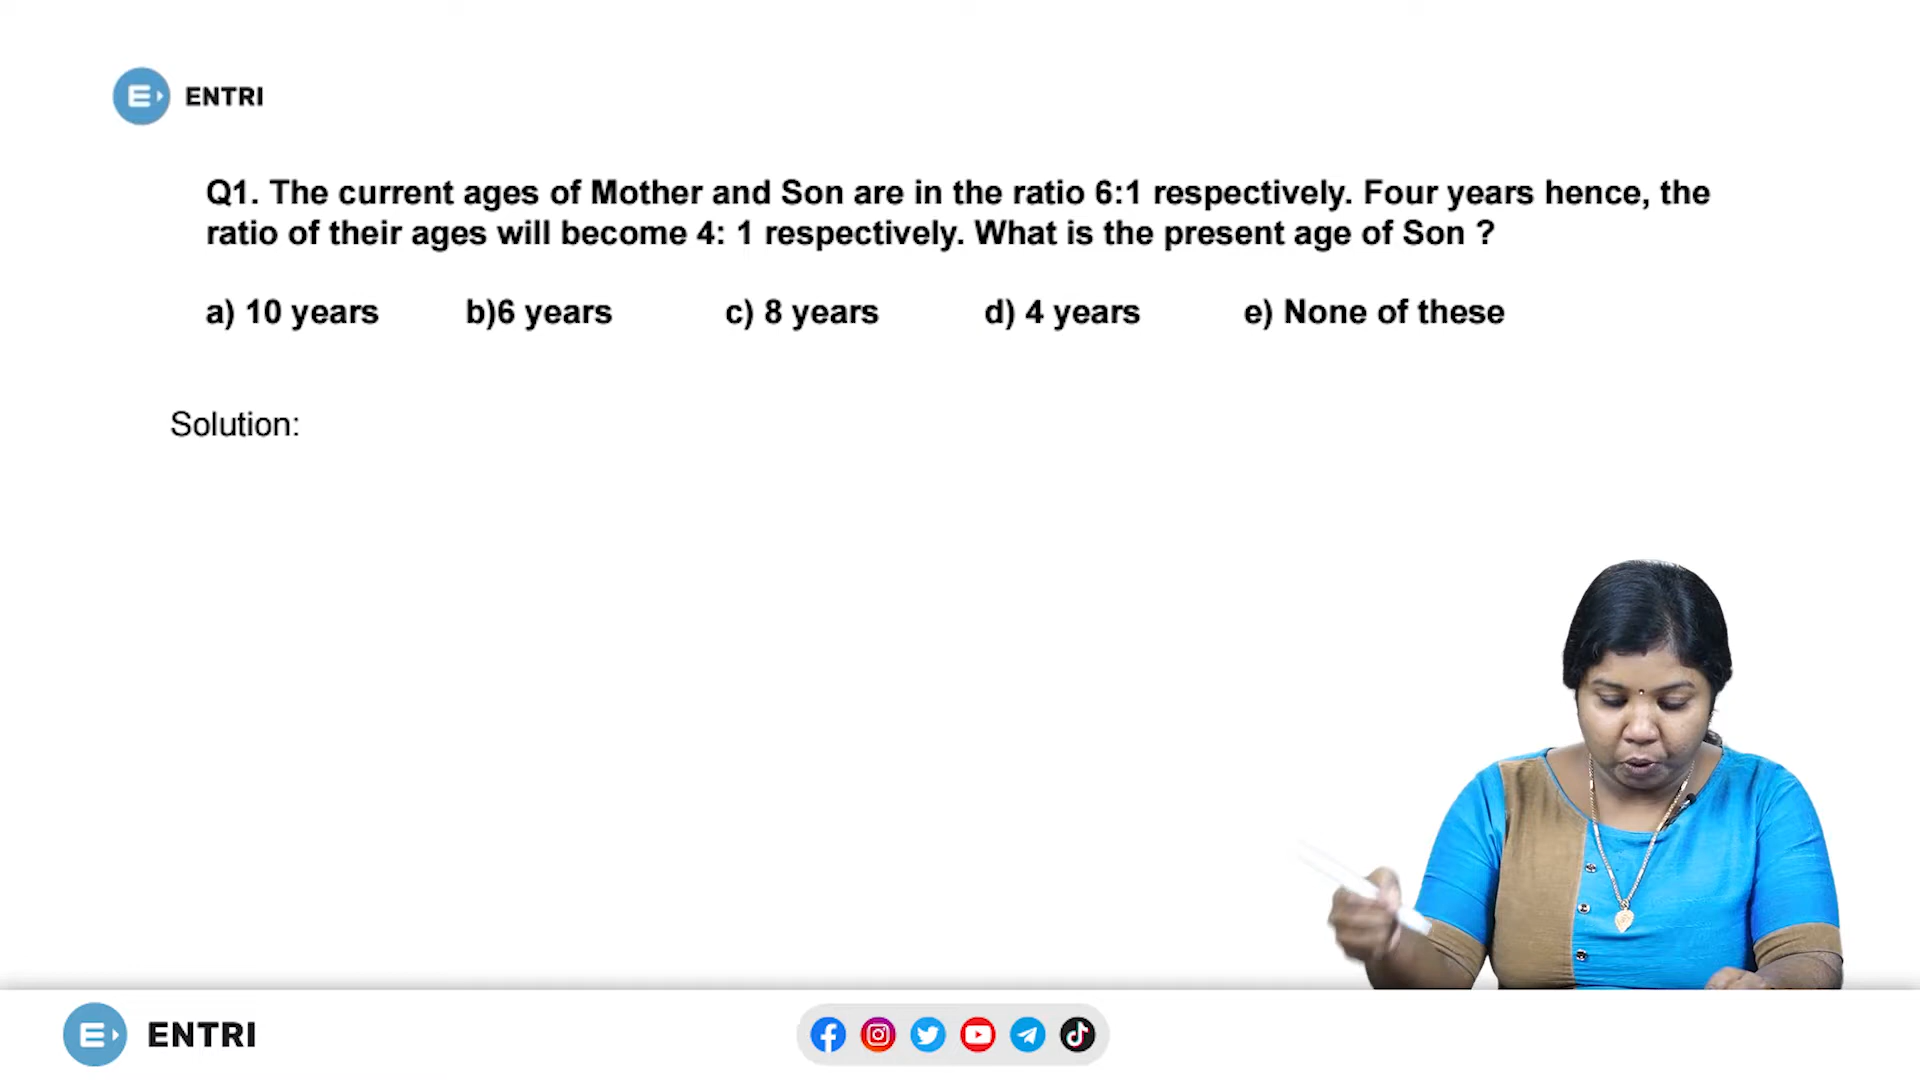 ENTRI
Q1. The current ages of Mother and Son are in the ratio 6:1 respectively. Four years hence, the
ratio of their ages will become 4: 1 respectively. What is the present age of Son ?
a) 10 years b)6 years c) 8 years d) 4 years e) None of these
Solution:
ENTRI